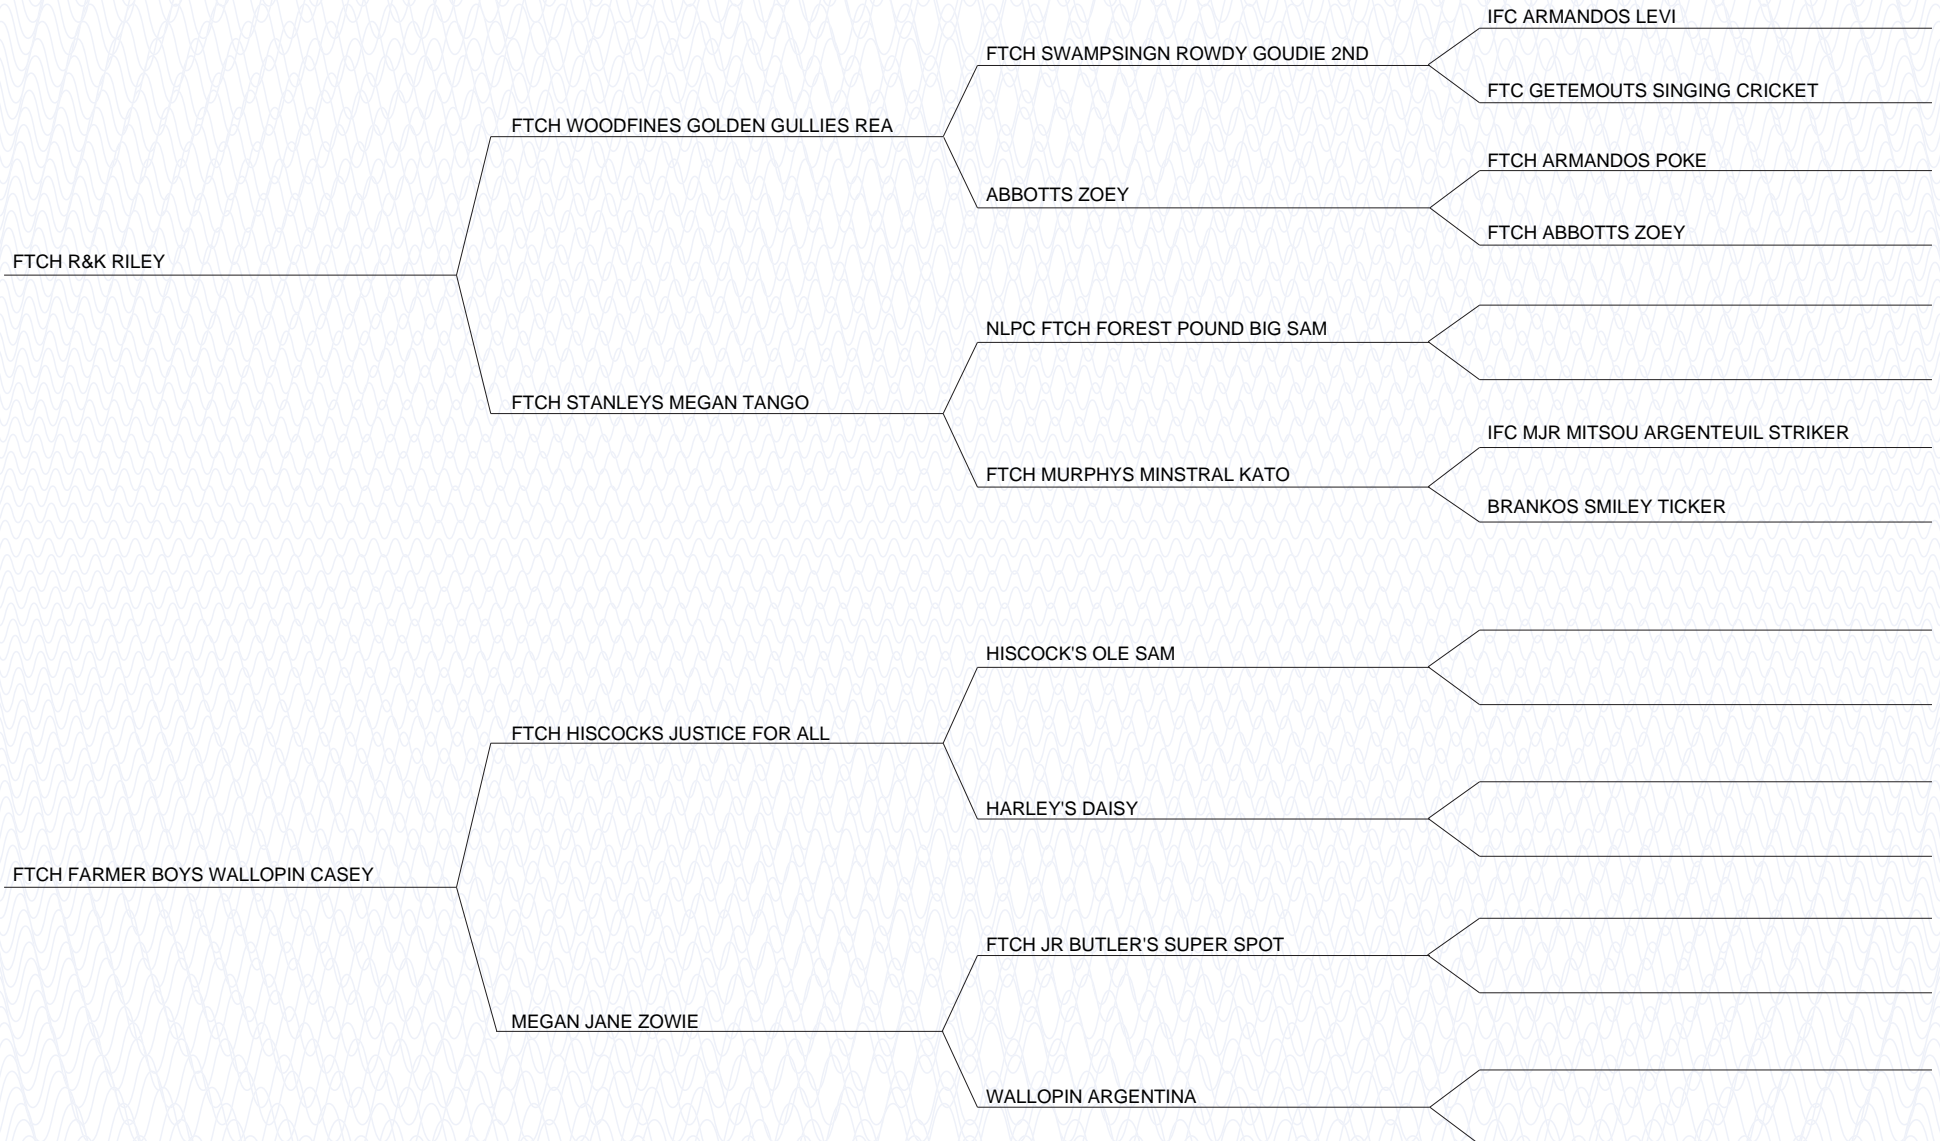 IFC ARMANDOS LEVI
FTCH SWAMPSINGN ROWDY GOUDIE 2ND
FTC GETEMOUTS SINGING CRICKET
FTCH WOODFINES GOLDEN GULLIES REA
FTCH ARMANDOS POKE
ABBOTTS ZOEY
FTCH ABBOTTS ZOEY
FTCH R&K RILEY
NLPC FTCH FOREST POUND BIG SAM
FTCH STANLEYS MEGAN TANGO
IFC MJR MITSOU ARGENTEUIL STRIKER
FTCH MURPHYS MINSTRAL KATO
BRANKOS SMILEY TICKER
HISCOCK'S OLE SAM
FTCH HISCOCKS JUSTICE FOR ALL
HARLEY'S DAISY
FTCH FARMER BOYS WALLOPIN CASEY
FTCH JR BUTLER'S SUPER SPOT
MEGAN JANE ZOWIE
WALLOPIN ARGENTINA